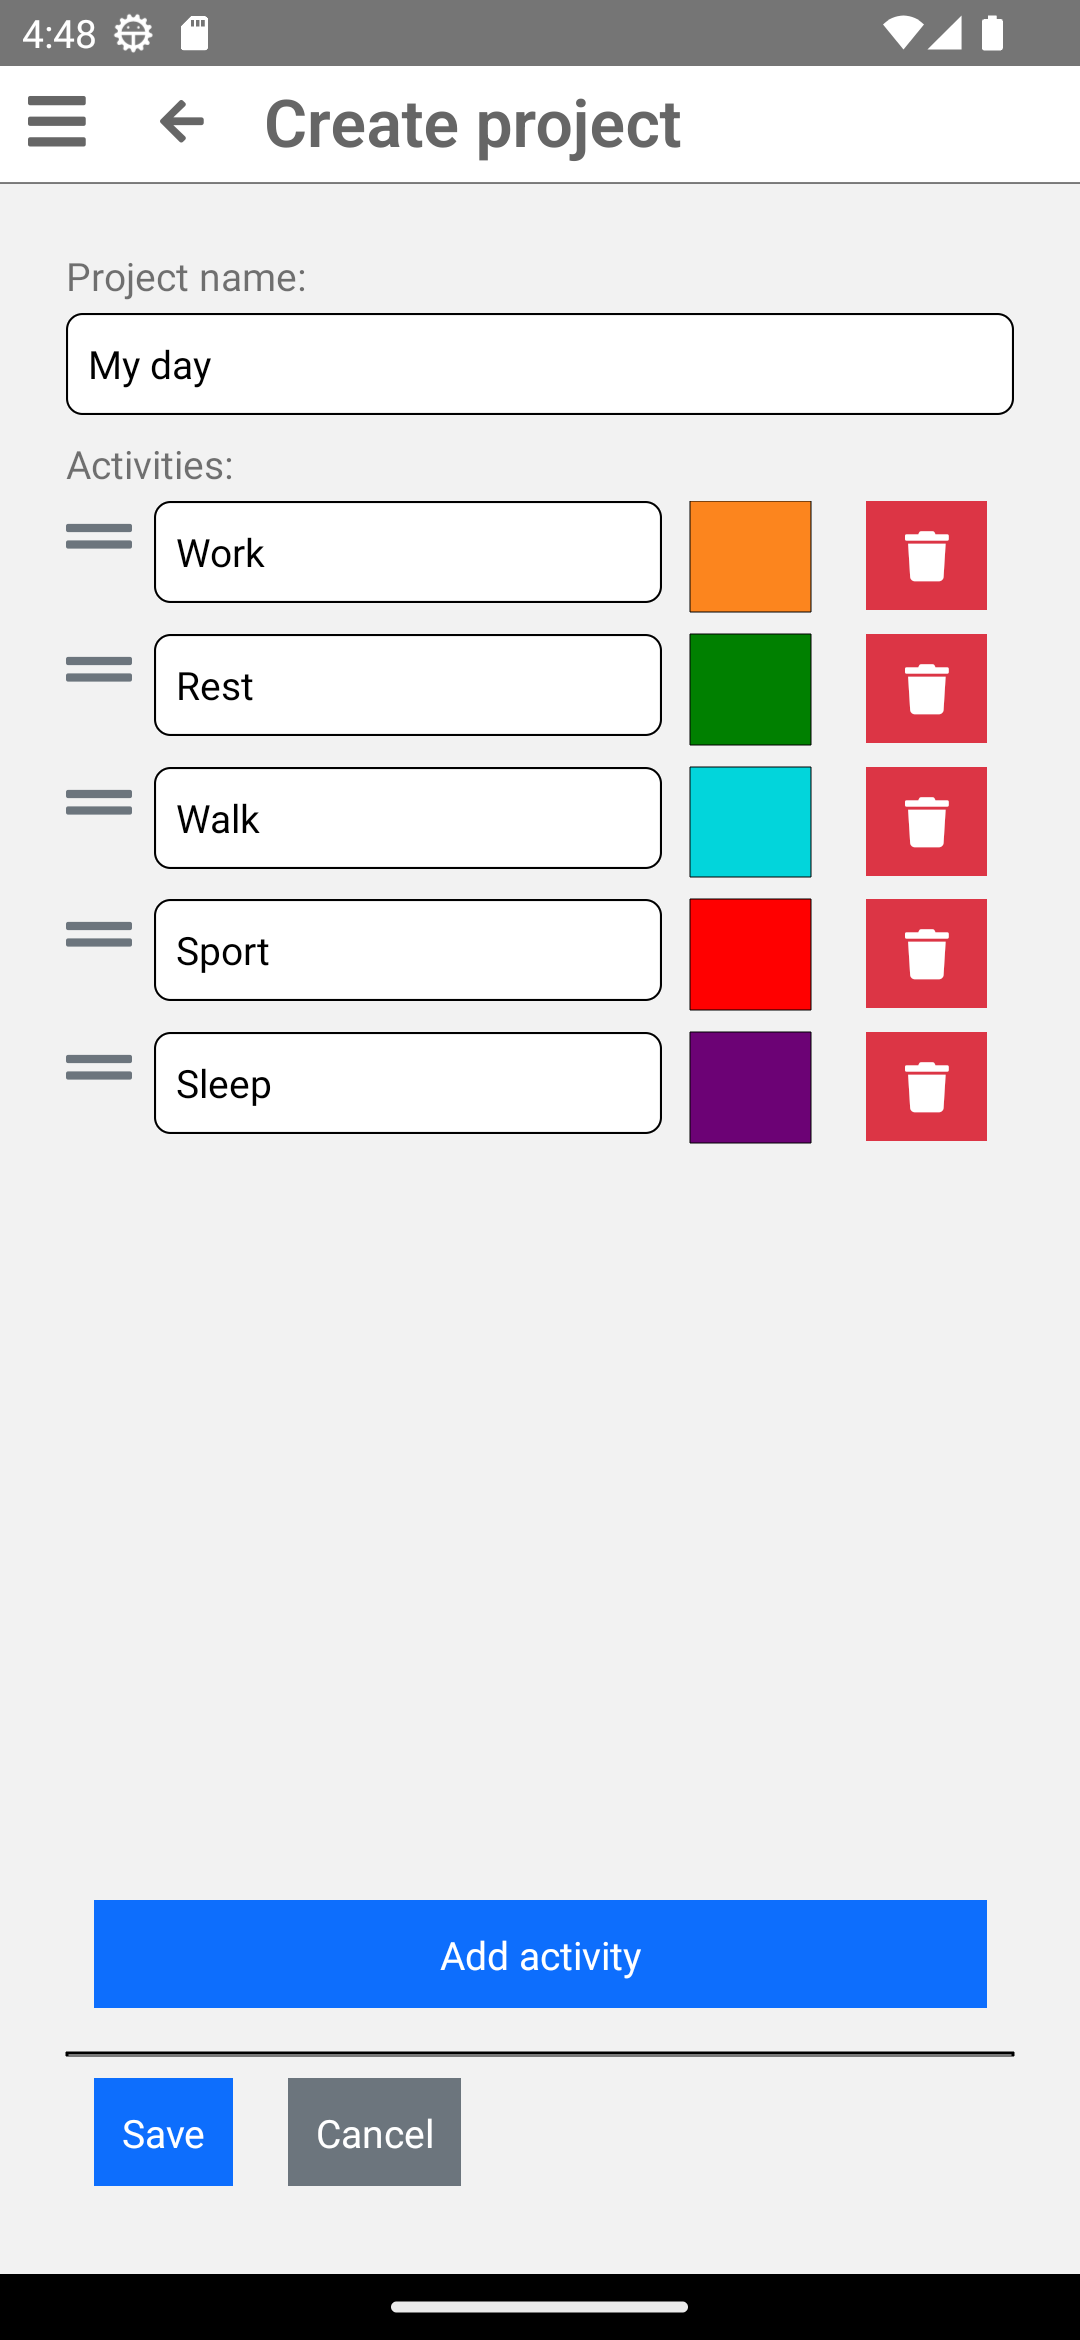 4:48
Create project
Project name:
My day
Activities:
Work
Rest
Walk
Sport
Sleep
Add activity
Save
Cancel